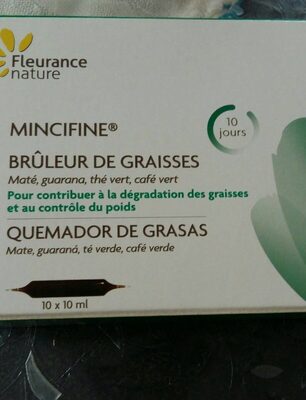 Fleurance
nature
10
jours
MINCIFINE®
BRÛLEUR DE GRAISSES
Maté, guarana, thé vert, café vert
Pour contribuer à la dégradation des graisses
et au contrôle du poids
QUEMADOR DE GRASAS
Mate, guaraná, té verde, café verde
10 x 10 ml